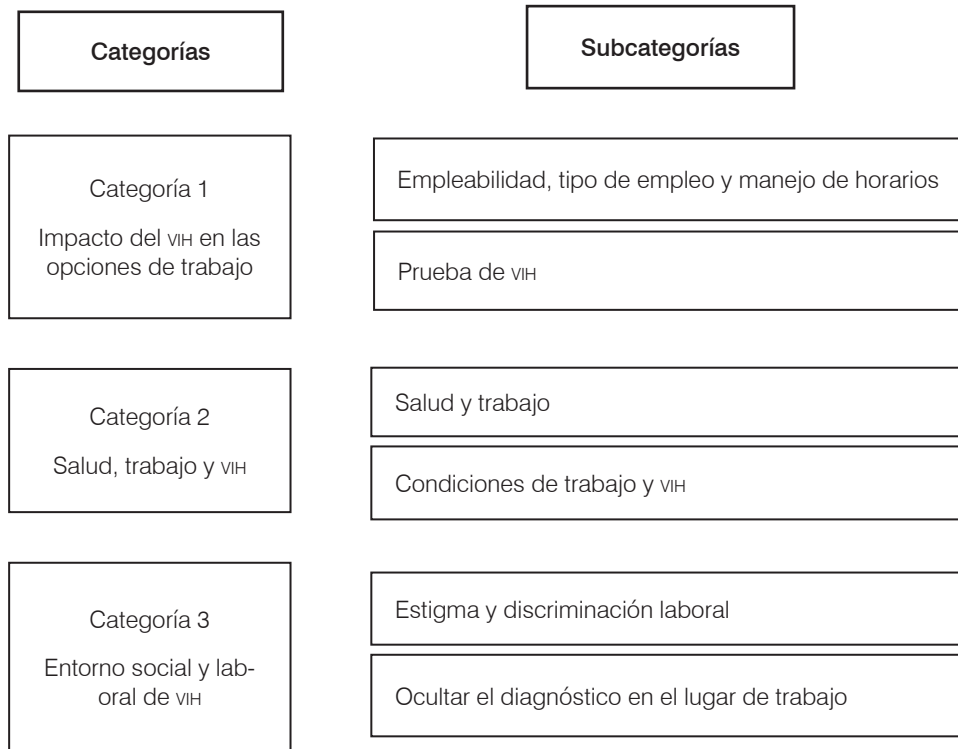 Categorías
Subcategorías
Categoría 1
Impacto del VIH en las
opciones de trabajo
Empleabilidad, tipo de empleo y manejo de horarios
Prueba de VIH
Categoría 2
Salud, trabajo y VIH
Salud y trabajo
Condiciones de trabajo y VIH
Categoría 3
Entorno social y lab-
oral de VIH
Estigma y discriminación laboral
Ocultar el diagnóstico en el lugar de trabajo